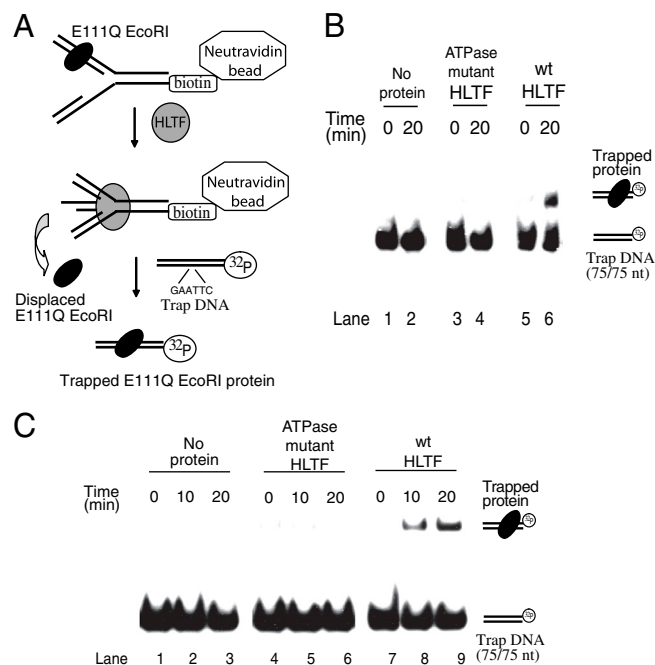 A
E111Q EcoRI
Neutravidin
bead
biotin
HLTF
Neutravidin
bead
biotin
Displaced
E111Q EcoRI
32P
GAATTC
Trap DNA
32P
Trapped E111Q EcoRI protein
B
No
protein
ATPase
mutant
HLTF
wt
HLTF
Time
(min)
0 20 0 20 0 20
Trapped
protein
32P
32P
Trap DNA
(75/75 nt)
Lane 1 2 3 4 5 6
C
No
protein
ATPase
mutant
HLTF
wt
HLTF
Time
(min)
0 10 20 0 10 20 0 10 20
Trapped
protein
32P
32P
Trap DNA
(75/75 nt)
Lane 1 2 3 4 5 6 7 8 9